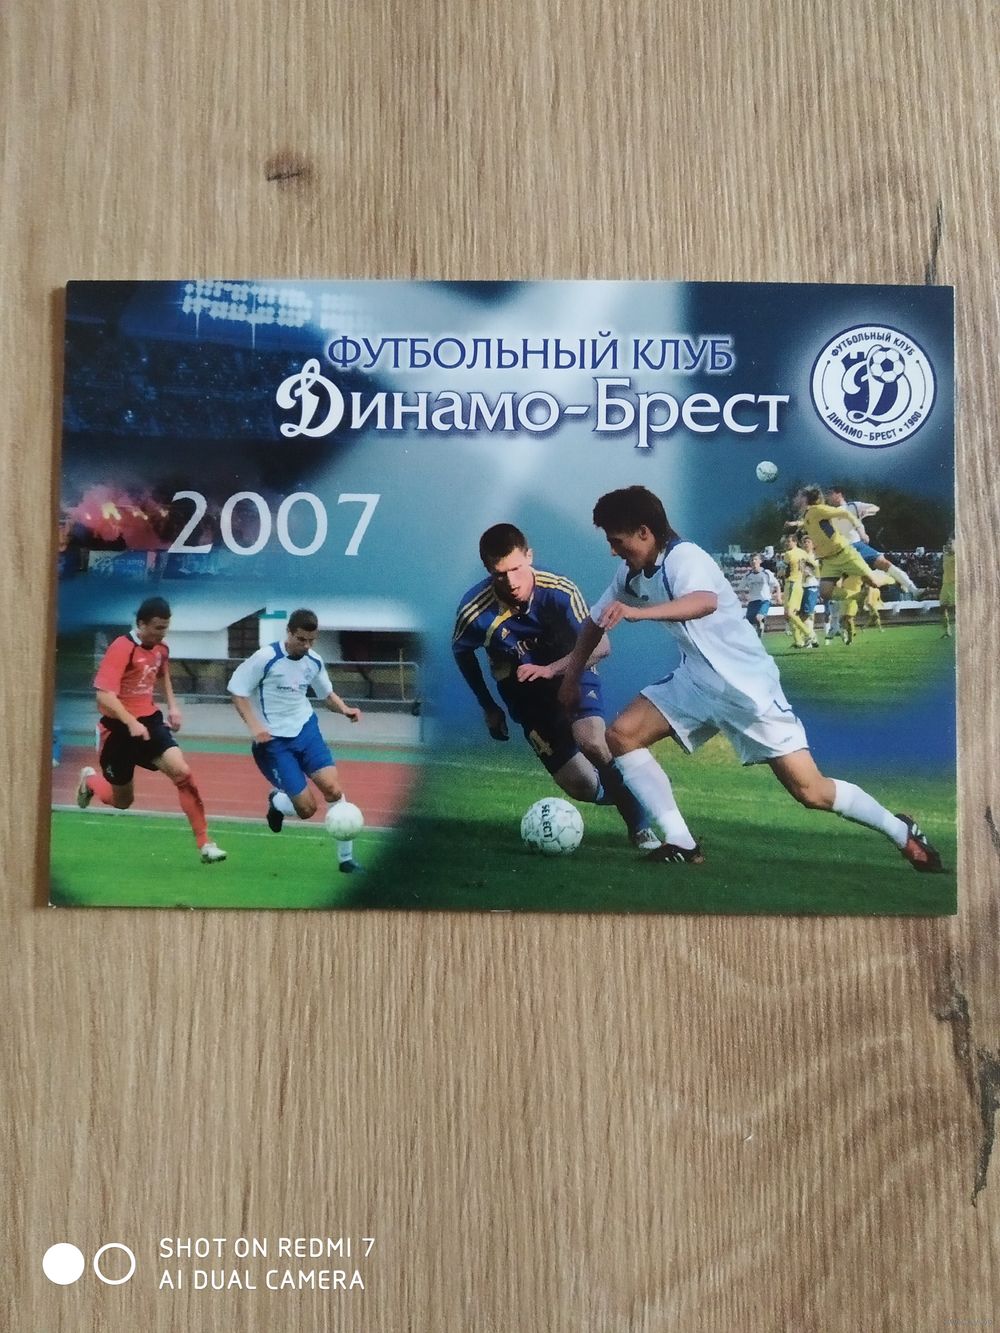 ФУТБОЛЬНЫЙ КЛУБ
Динамо-Брест
ФУТБОЛЬНЫЙ КЛУБ
ДИНАМО-БРЕСТ • 1960
2007
SELECT
SHOT ON REDMI 7
AI DUAL CAMERA